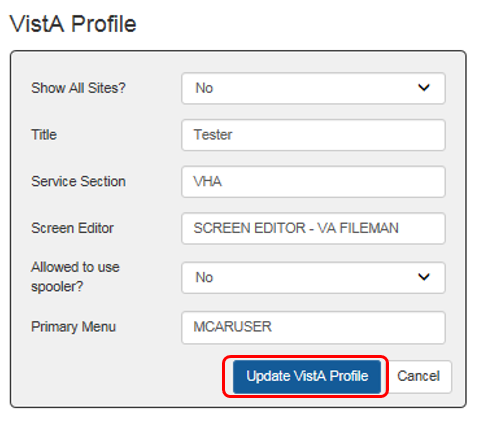 VistA Profile
Show All Sites? No
Title Tester
Service Section VHA
Screen Editor SCREEN EDITOR - VA FILEMAN
Allowed to use
spooler? No
Primary Menu MCARUSER
Update VistA Profile Cancel